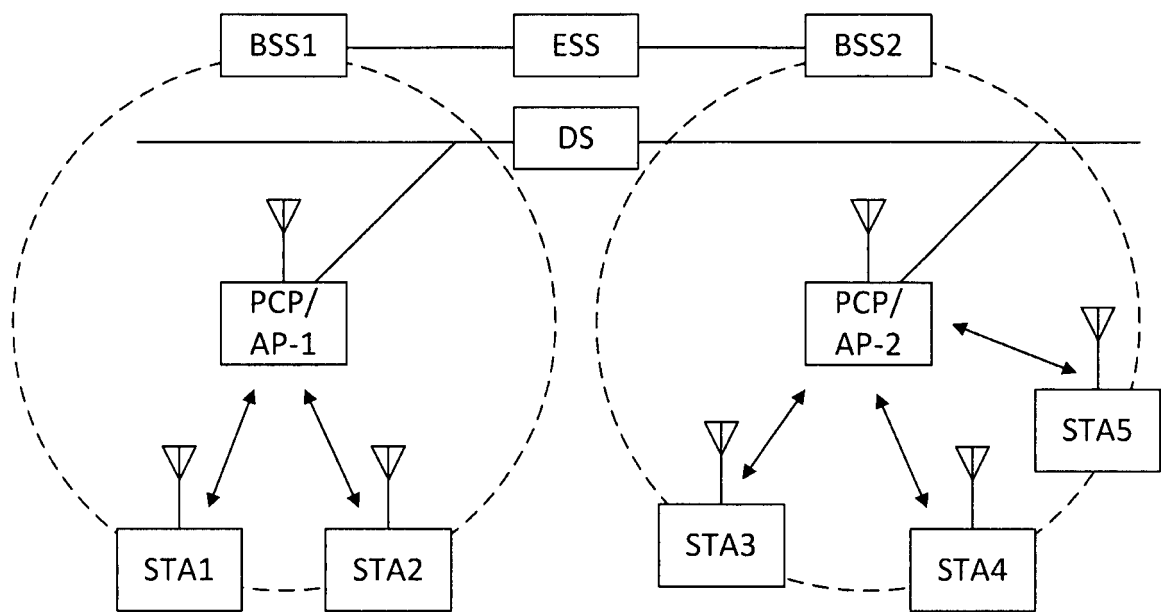 BSS1
ESS
BSS2
DS
PCP/
AP-1
PCP/
AP-2
STA5
STA3
STA1
STA2
STA4